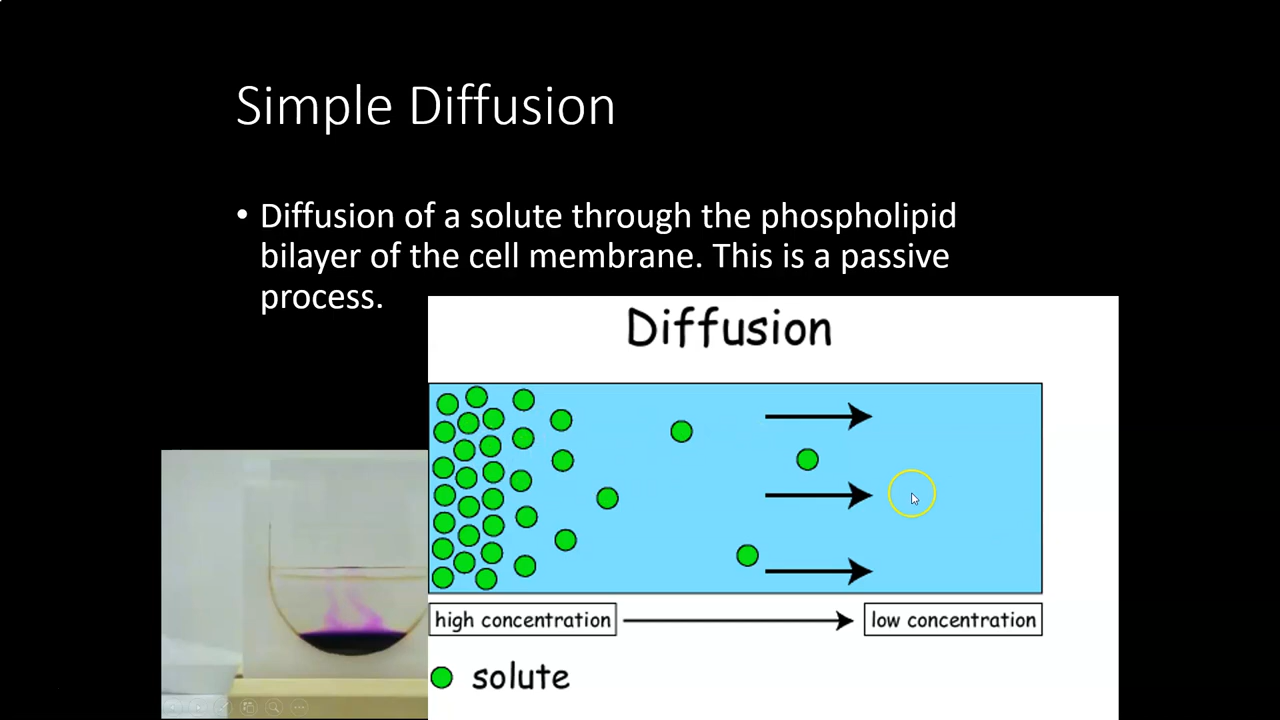 Simple Diffusion
• Diffusion of a solute through the phospholipid
bilayer of the cell membrane. This is a passive
process.
Diffusion
high concentration
low concentration
solute